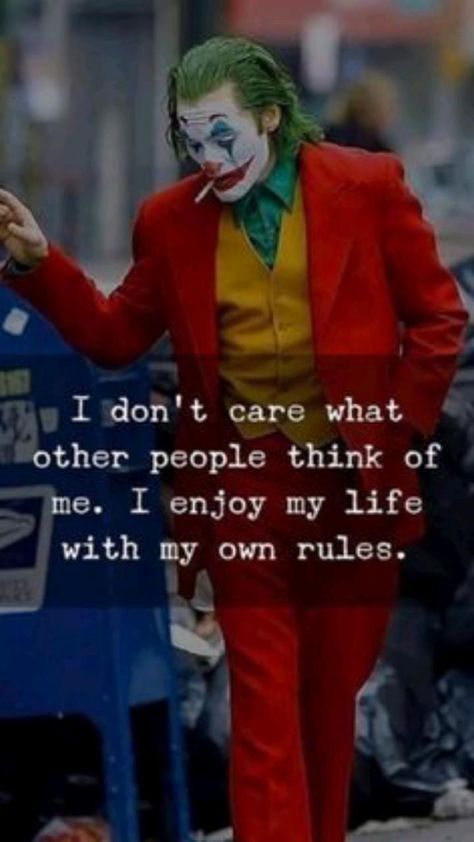 I don't care what
other people think of
me. I enjoy my life
with my own rules.